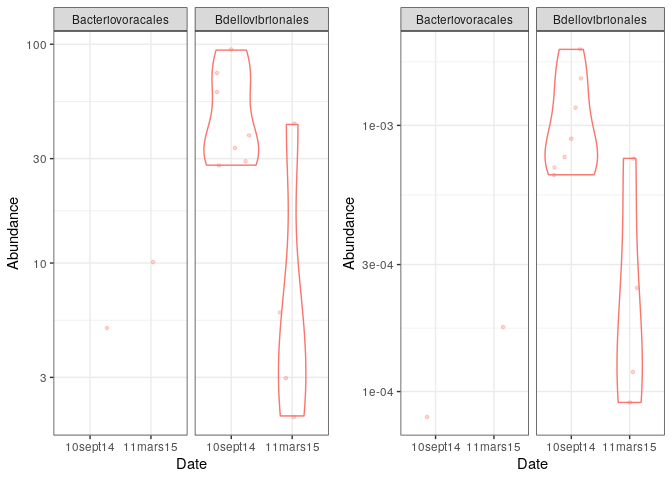 Bacteriovoracales Bdellovibrionales
Abundance
100
30
10
3
10sept14 11mars15 10sept14 11mars15
Date
Bacteriovoracales Bdellovibrionales
Abundance
1e-03
3e-04
1e-04
10sept14 11mars15 10sept14 11mars15
Date